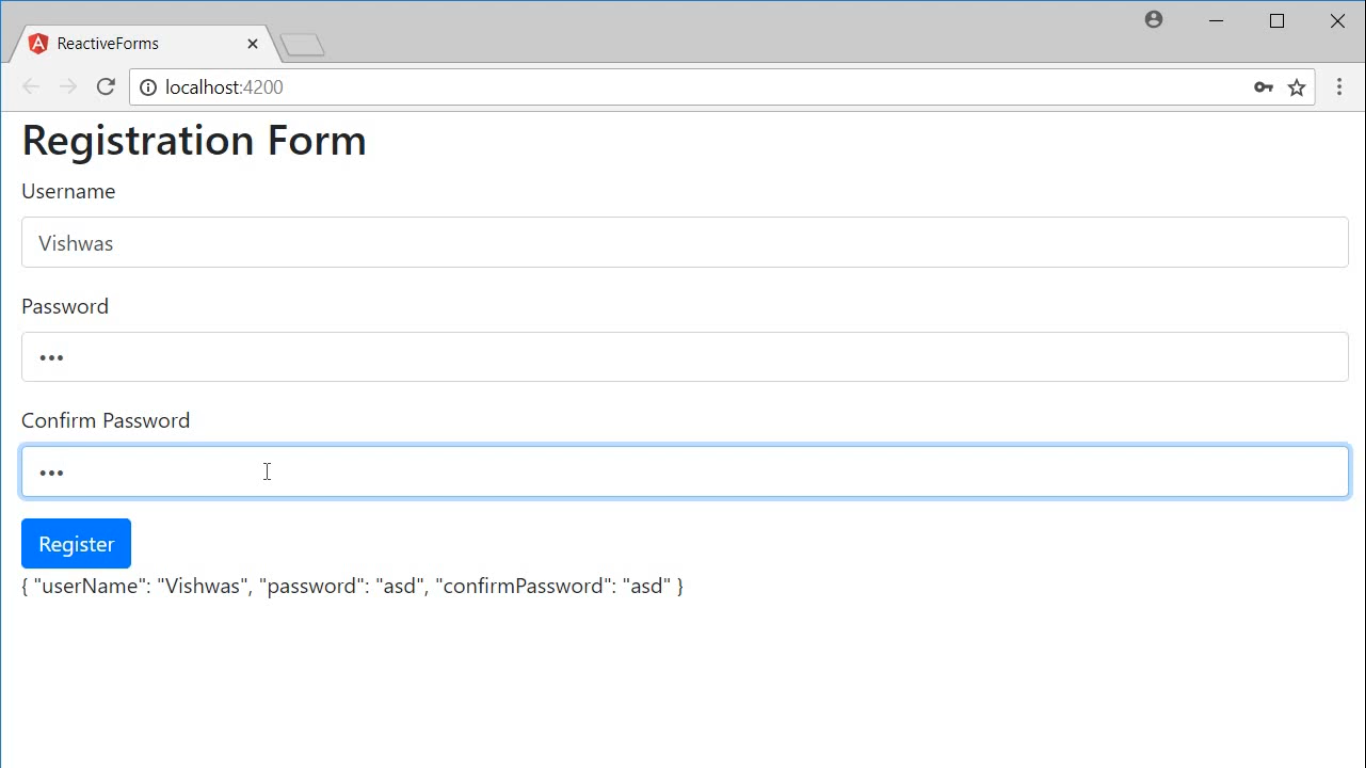 ReactiveForms
localhost:4200
Registration Form
Username
Vishwas
Password
•••
Confirm Password
•••
Register
{ "userName": "Vishwas", "password": "asd", "confirmPassword": "asd" }